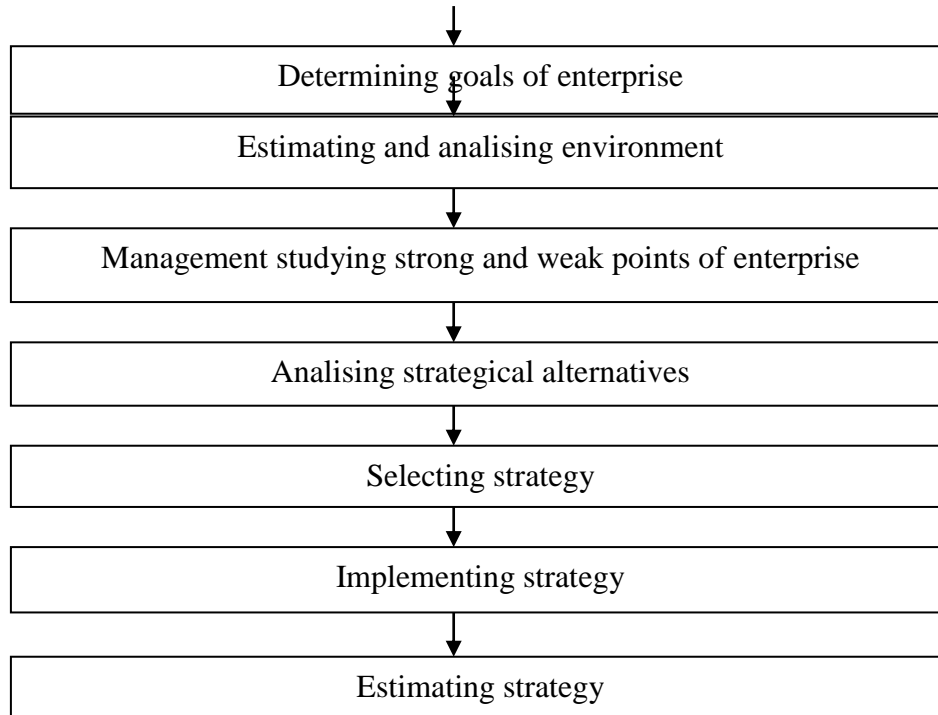 Determining goals of enterprise
Estimating and analising environment
Management studying strong and weak points of enterprise
Analising strategical alternatives
Selecting strategy
Implementing strategy
Estimating strategy